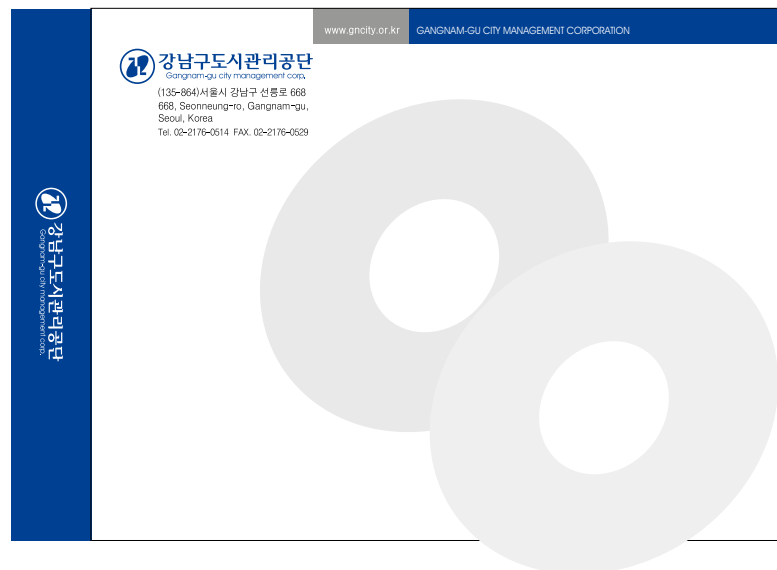 www.gncity.or.kr GANGNAM-GU CITY MANAGEMENT CORPORATION
강남구도시관리공단
Gangnam-gu city management corp.
(135-864)서울시 강남구 선릉로 668
668, Seonneung-ro, Gangnam-gu,
Seoul, Korea
Tel. 02-2176-0514 FAX. 02-2176-0529
강남구도시관리공단
Gangnam-gu city management corp.